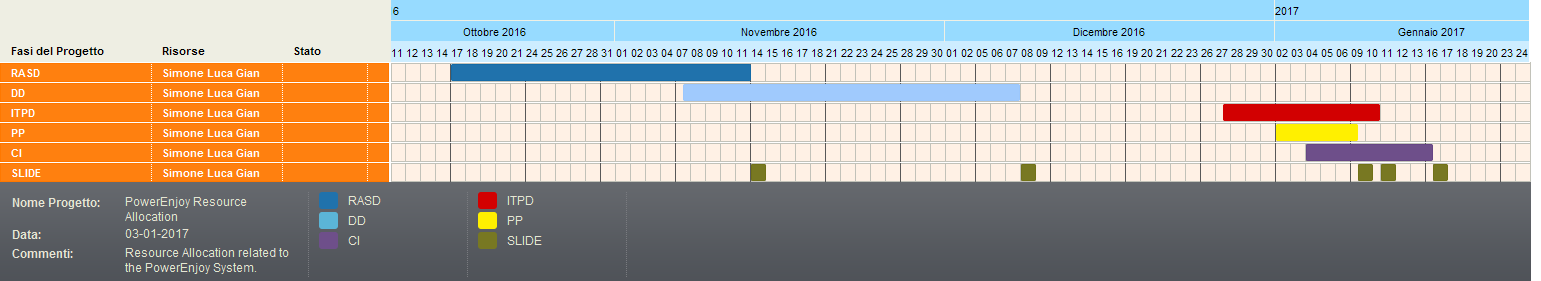 6 2017
Ottobre 2016 Novembre 2016 Dicembre 2016 Gennaio 2017
Fasi del Progetto Risorse Stato 11 12 13 14 17 18 19 20 21 24 25 26 27 28 31 01 02 03 04 07 08 09 10 11 14 15 16 17 18 21 22 23 24 25 28 29 30 01 02 05 06 07 08 09 12 13 14 15 16 19 20 21 22 23 26 27 28 29 30 02 03 04 05 06 09 10 11 12 13 16 17 18 19 20 23 24
RASD Simone Luca Gian
DD Simone Luca Gian
ITPD Simone Luca Gian
PP Simone Luca Gian
CI Simone Luca Gian
SLIDE Simone Luca Gian
Nome Progetto: PowerEnjoy Resource
Allocation
Data: 03-01-2017
Commenti: Resource Allocation related to
the PowerEnjoy System.
RASD
DD
CI
ITPD
PP
SLIDE